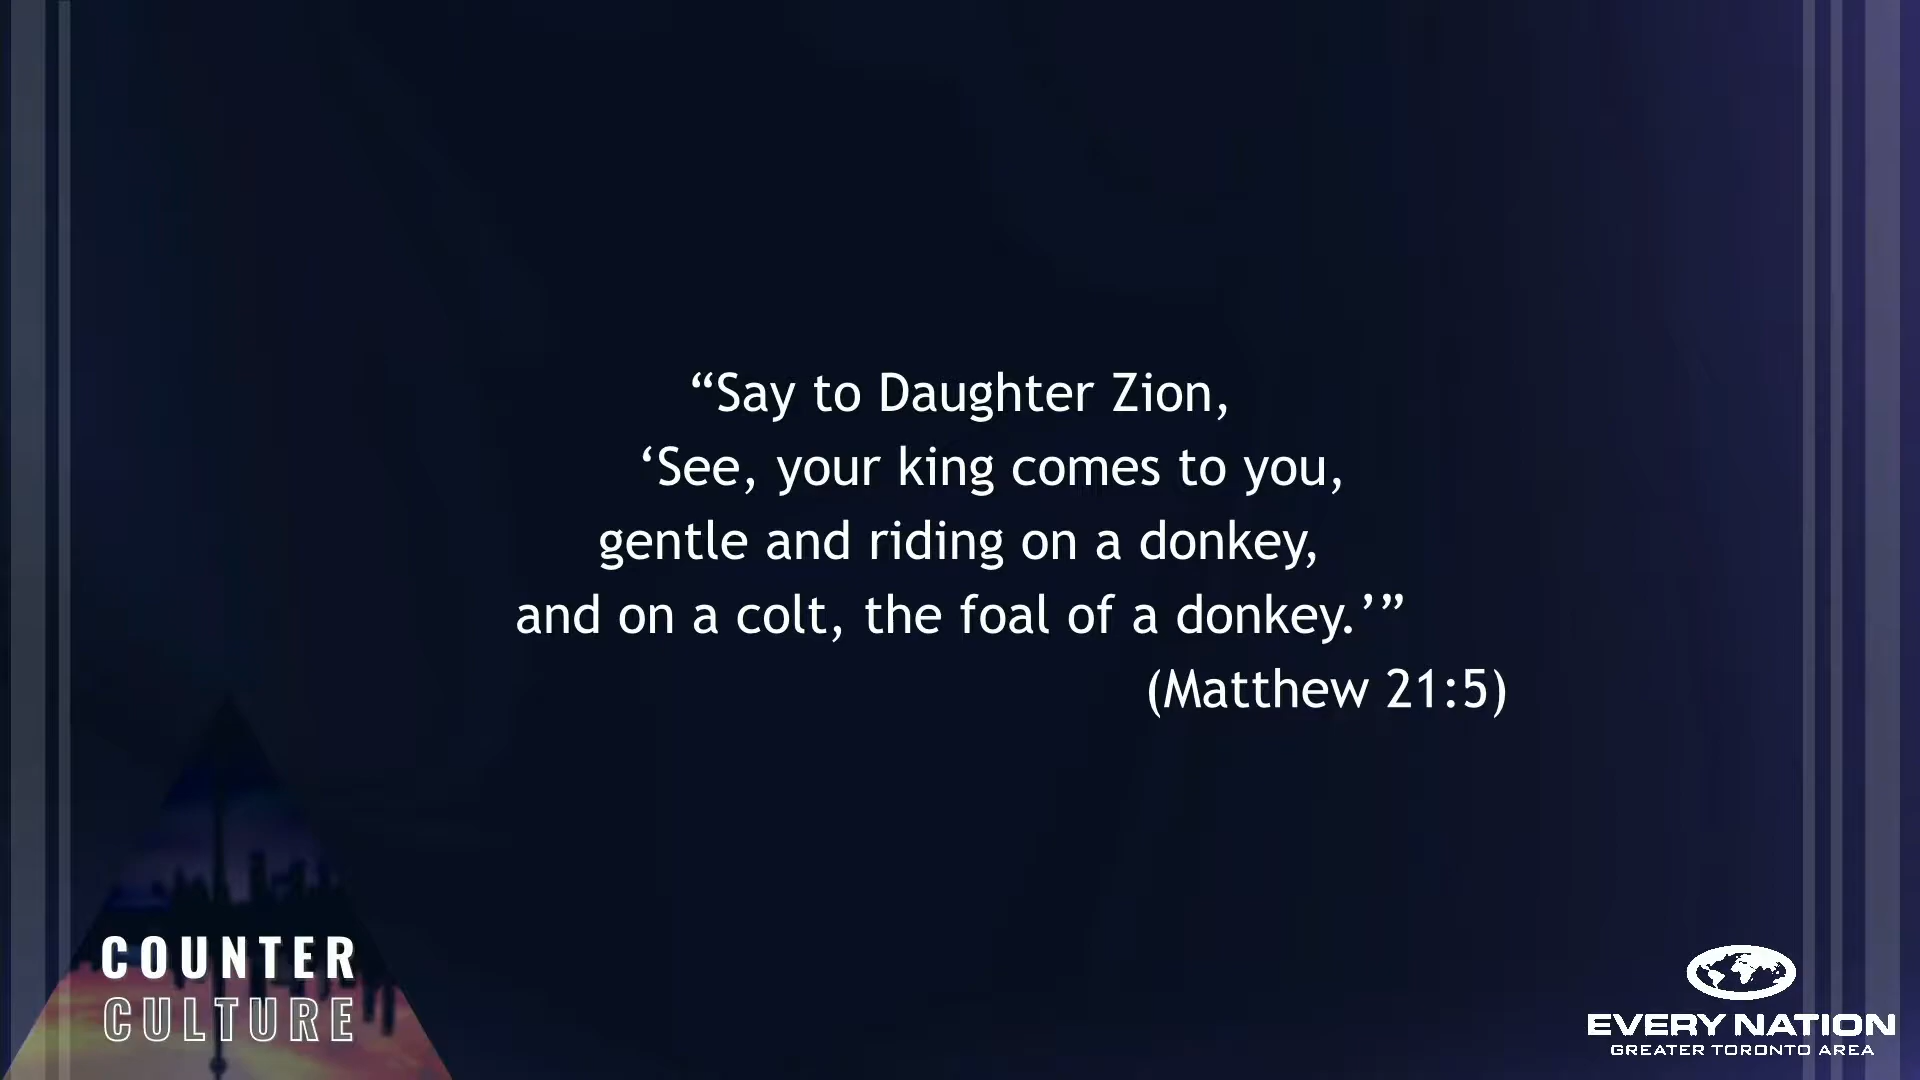 “Say to Daughter Zion,
‘See, your king comes to you,
gentle and riding on a donkey,
and on a colt, the foal of a donkey.’”
(Matthew 21:5)
COUNTER
CULTURE
EVERY NATION
GREATER TORONTO AREA